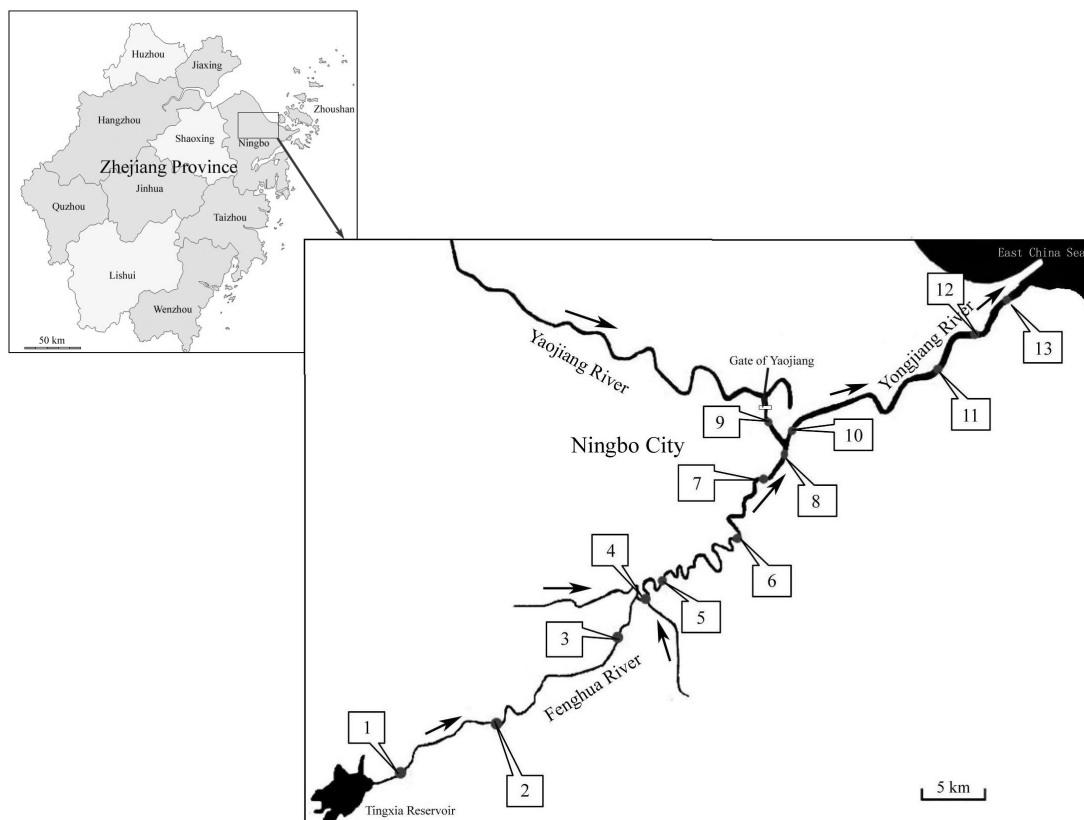 Huzhou
Jiaxing
Zhoushan
Hangzhou
Shaoxing
Ningbo
Zhejiang Province
Jinhua
Quzhou
Taizhou
Lishui
Wenzhou
50 km
East China Sea
12
Yongjiang River
13
Yaojiang River
Gate of Yaojiang
11
9
10
Ningbo City
7
8
4
6
5
3
Fenghua River
1
2
Tingxia Reservoir
5 km